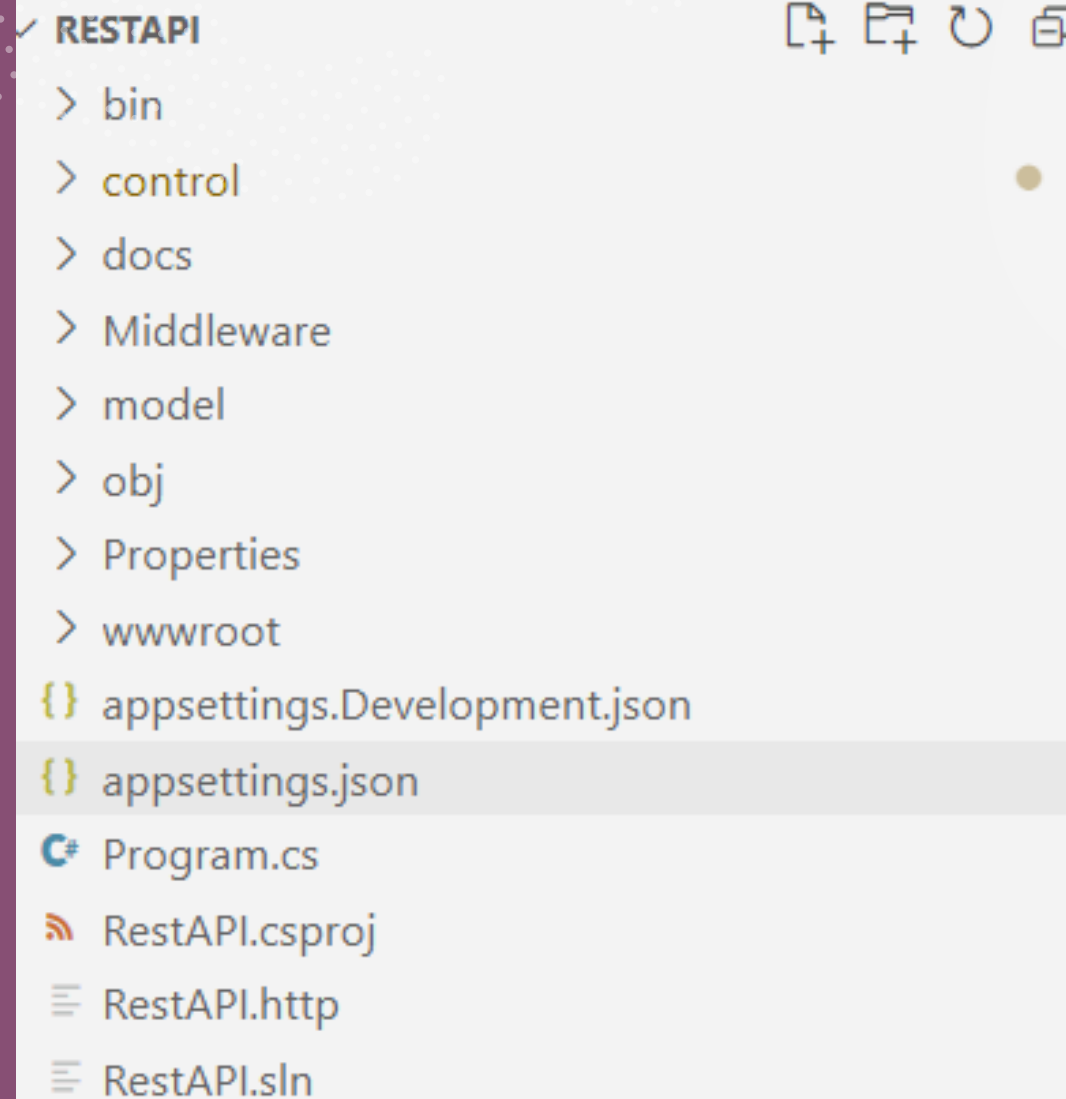 RESTAPI
bin
control
docs
Middleware
model
obj
Properties
wwwroot
appsettings.Development.json
appsettings.json
Program.cs
RestAPI.csproj
RestAPI.http
RestAPI.sln